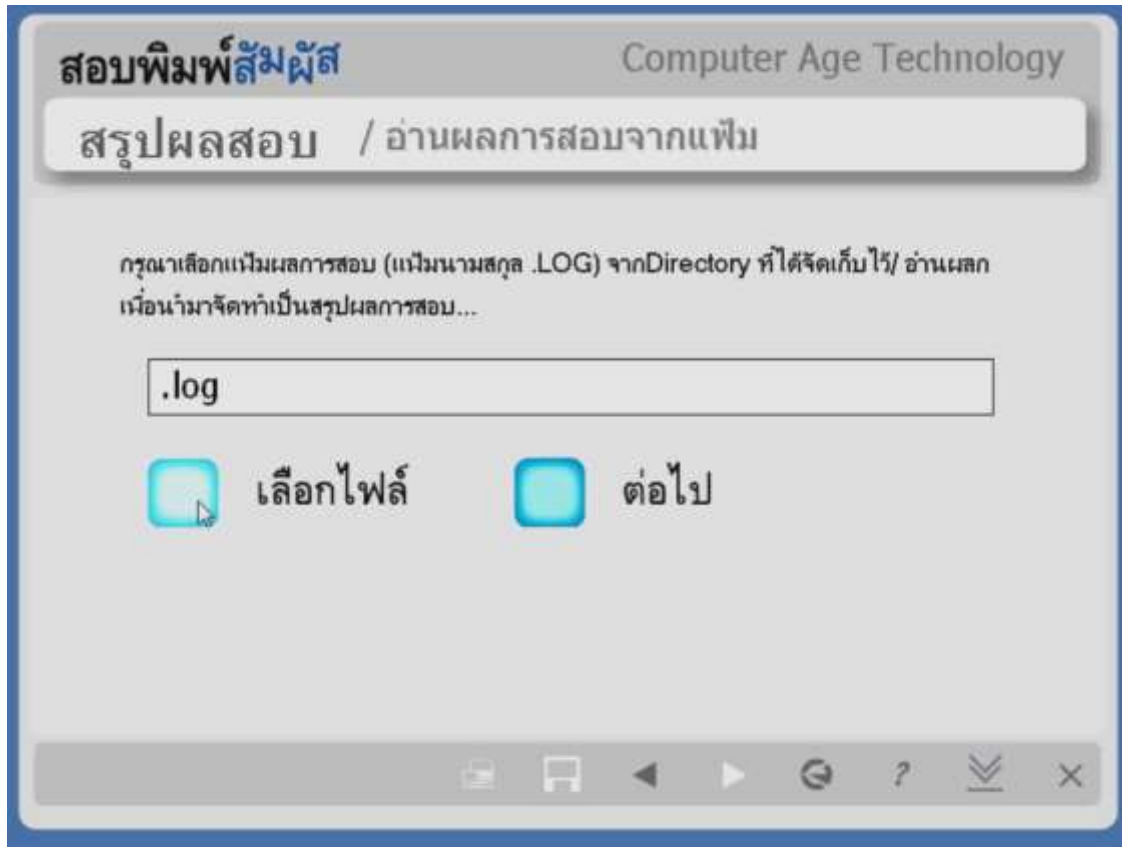 สอบพิมพ์สัมผัส
Computer Age Technology
สรุปผลสอบ / อ่านผลการสอบจากแฟ้ม
กรุณาเลือกแฟ้มผลการสอบ (แฟ้มนามสกุล .LOG) จากDirectory ที่ได้จัดเก็บไว้/ อ่านผลก
เพื่อนำมาจัดทำเป็นสรุปผลการสอบ...
.log
เลือกไฟล์
ต่อไป
?